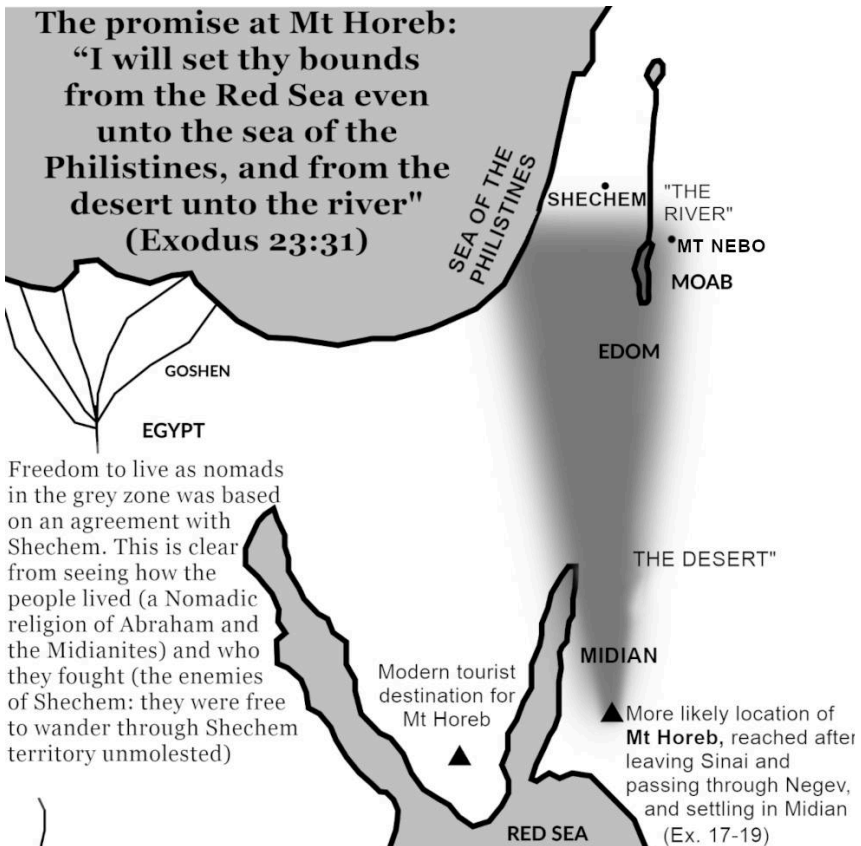 The promise at Mt Horeb:
“I will set thy bounds
from the Red Sea even
unto the sea of the
Philistines, and from the
desert unto the river"
(Exodus 23:31)
SEA OF THE
PHILISTINES
SHECHEM
"THE
RIVER"
MT NEBO
MOAB
EDOM
GOSHEN
EGYPT
Freedom to live as nomads
in the grey zone was based
on an agreement with
Shechem. This is clear
from seeing how the
people lived (a Nomadic
religion of Abraham and
the Midianites) and who
they fought (the enemies
of Shechem: they were free
to wander through Shechem
territory unmolested)
THE DESERT"
MIDIAN
Modern tourist
destination for
Mt Horeb
More likely location of
Mt Horeb, reached after
leaving Sinai and
passing through Negev,
and settling in Midian
(Ex. 17-19)
RED SEA